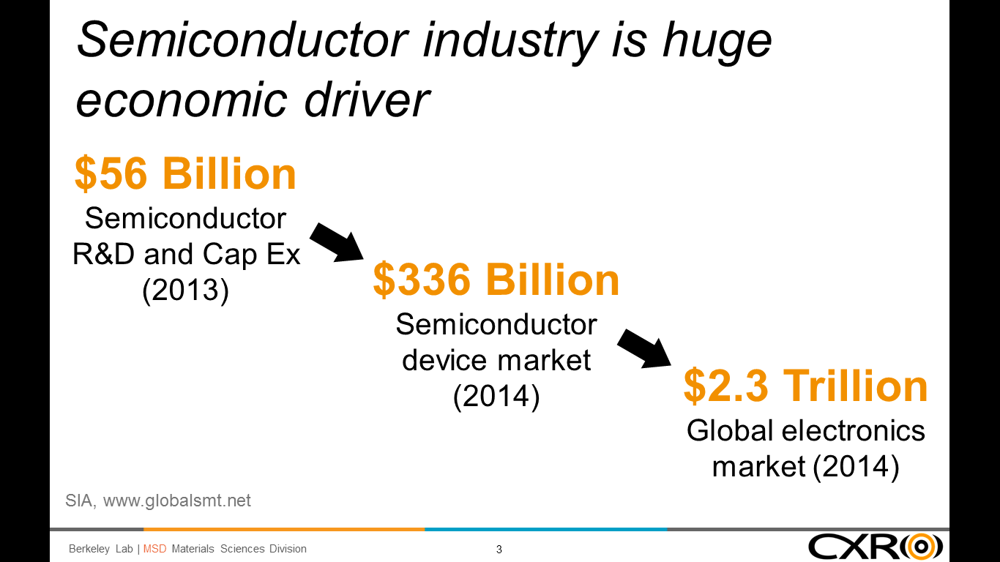 Semiconductor industry is huge
economic driver
$56 Billion
Semiconductor
R&D and Cap Ex
(2013)
$336 Billion
Semiconductor
device market
(2014)
$2.3 Trillion
Global electronics
market (2014)
SIA, www.globalsmt.net
Berkeley Lab | MSD Materials Sciences Division
3
CXRO